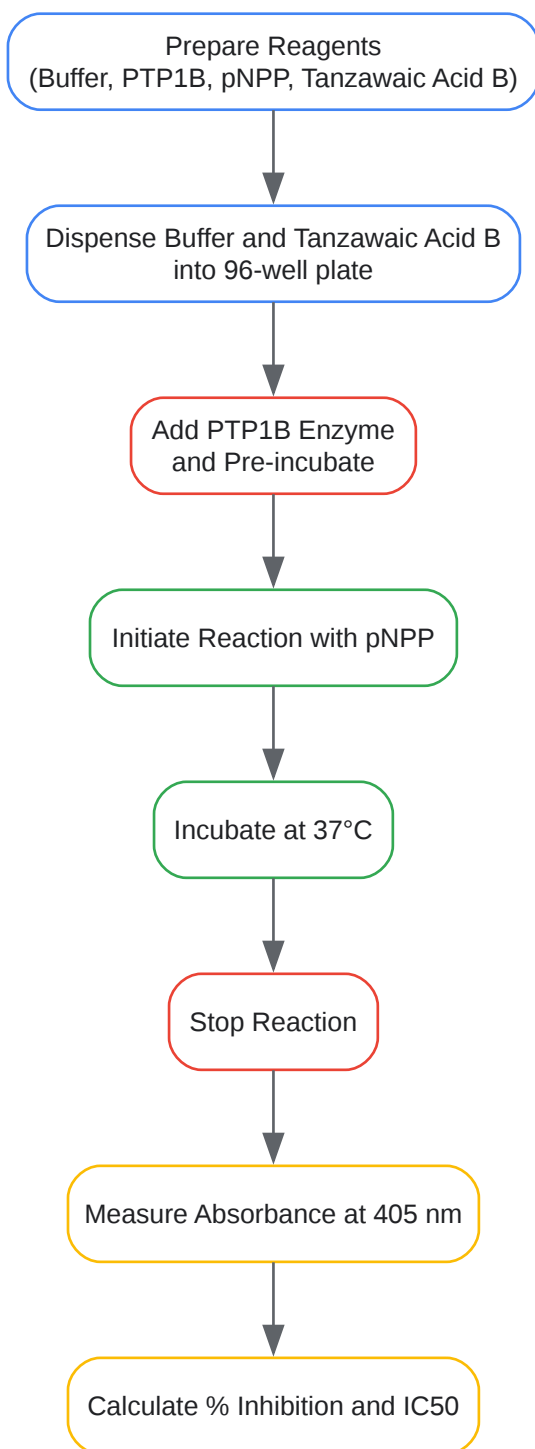 Prepare Reagents
(Buffer, PTP1B, pNPP, Tanzawaic Acid B)
Dispense Buffer and Tanzawaic Acid B
into 96-well plate
Add PTP1B Enzyme
and Pre-incubate
Initiate Reaction with pNPP
Incubate at 37°C
Stop Reaction
Measure Absorbance at 405 nm
Calculate % Inhibition and IC50